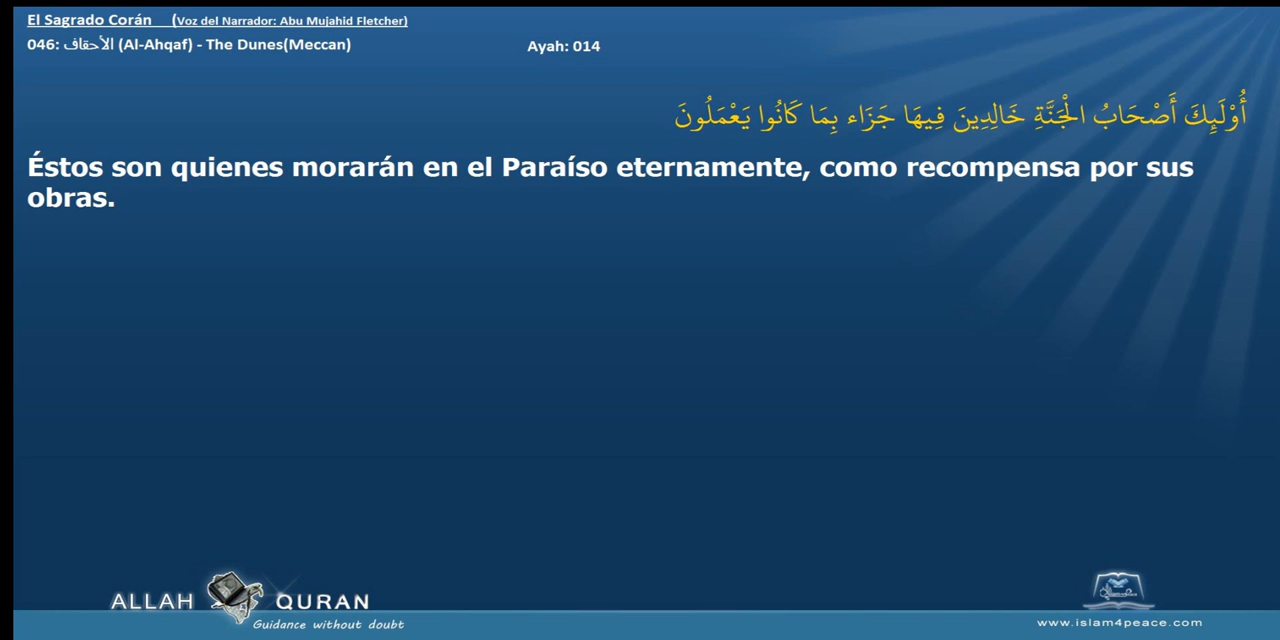 El Sagrado Corán (Voz del Narrador: Abu Mujahid Fletcher)
046: الأحقاف (Al-Ahqaf) - The Dunes(Meccan) Ayah: 014
أُوْلَئِكَ أَصْحَابُ الْجَنَّةِ خَالِدِينَ فِيهَا جَزَاء بِمَا كَانُوا يَعْمَلُونَ
Éstos son quienes morarán en el Paraíso eternamente, como recompensa por sus
obras.
ALLAH QURAN
Guidance without doubt
www.islam4peace.com